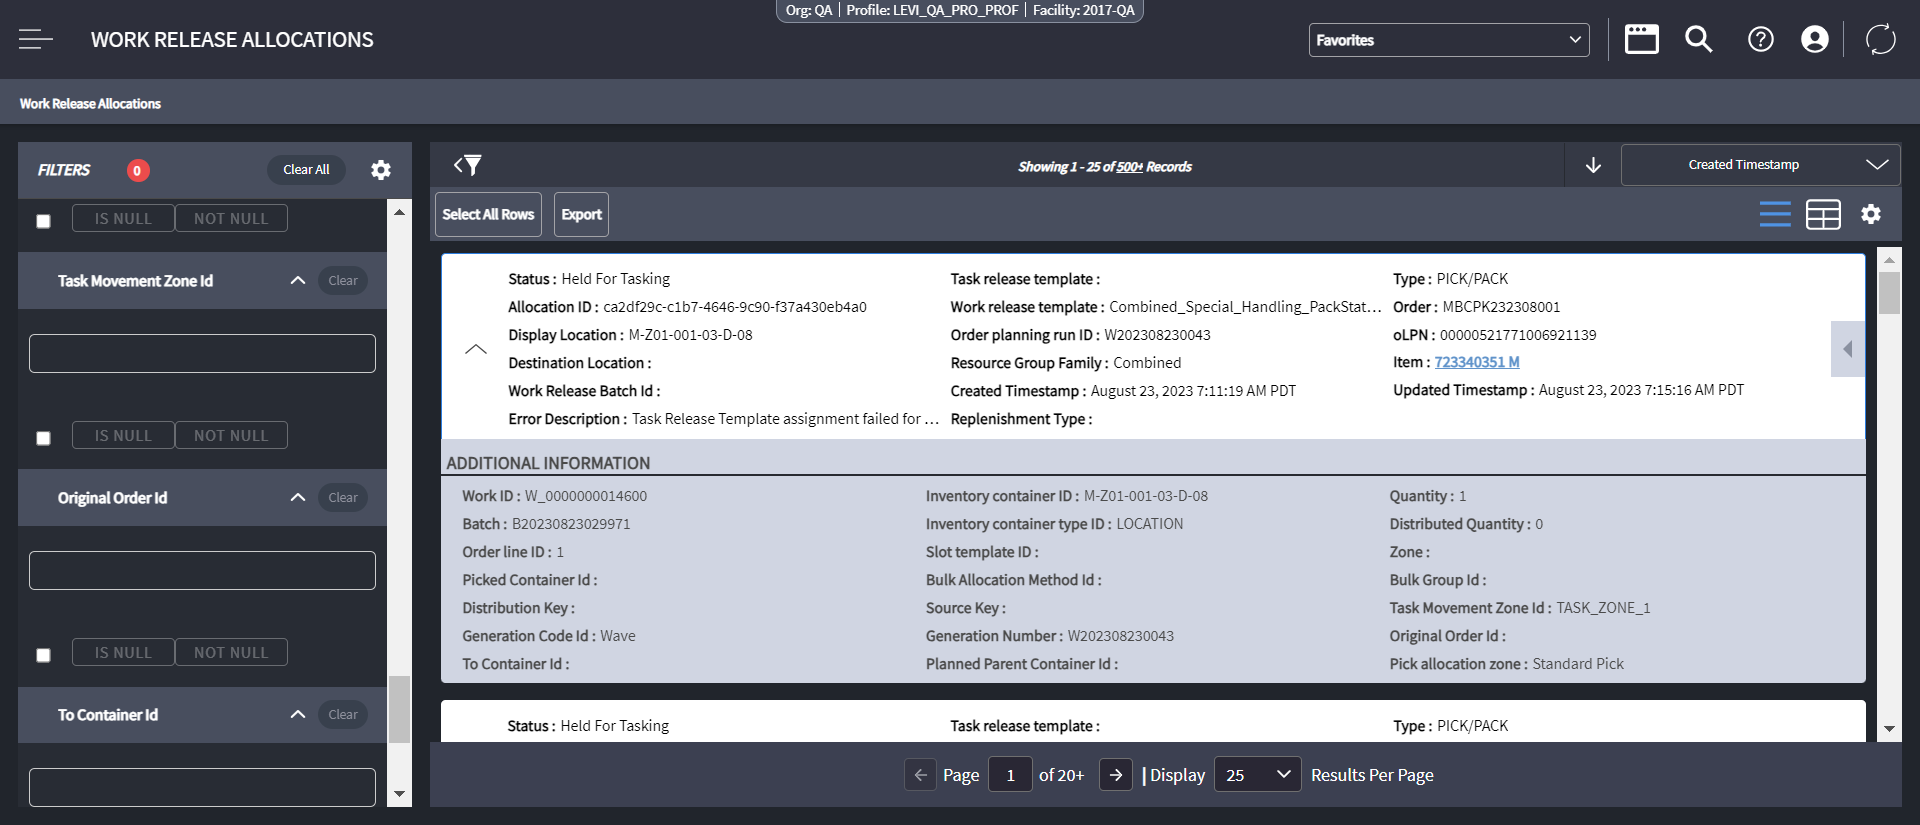 Org: QA | Profile: LEVI_QA_PRO_PROF | Facility: 2017-QA
WORK RELEASE ALLOCATIONS
Favorites
Work Release Allocations
FILTERS 0 Clear All
IS NULL NOT NULL
Task Movement Zone Id Clear
IS NULL NOT NULL
Original Order Id Clear
IS NULL NOT NULL
To Container Id Clear
Showing 1 - 25 of 500+ Records
Created Timestamp
Select All Rows Export
Status : Held For Tasking
Allocation ID : ca2df29c-c1b7-4646-9c90-f37a430eb4a0
Display Location : M-Z01-001-03-D-08
Destination Location :
Work Release Batch Id :
Error Description : Task Release Template assignment failed for ...
Task release template :
Work release template : Combined_Special_Handling_PackStat...
Order planning run ID : W202308230043
Resource Group Family : Combined
Created Timestamp : August 23, 2023 7:11:19 AM PDT
Replenishment Type :
Type : PICK/PACK
Order : MBCPK232308001
oLPN : 00000521771006921139
Item : 723340351 M
Updated Timestamp : August 23, 2023 7:15:16 AM PDT
ADDITIONAL INFORMATION
Work ID : W_0000000014600
Batch : B20230823029971
Order line ID : 1
Picked Container Id :
Distribution Key :
Generation Code Id : Wave
To Container Id :
Inventory container ID : M-Z01-001-03-D-08
Inventory container type ID : LOCATION
Slot template ID :
Bulk Allocation Method Id :
Source Key :
Generation Number : W202308230043
Planned Parent Container Id :
Quantity : 1
Distributed Quantity : 0
Zone :
Bulk Group Id :
Task Movement Zone Id : TASK_ZONE_1
Original Order Id :
Pick allocation zone : Standard Pick
Status : Held For Tasking
Task release template :
Type : PICK/PACK
Page 1 of 20+ | Display 25 Results Per Page